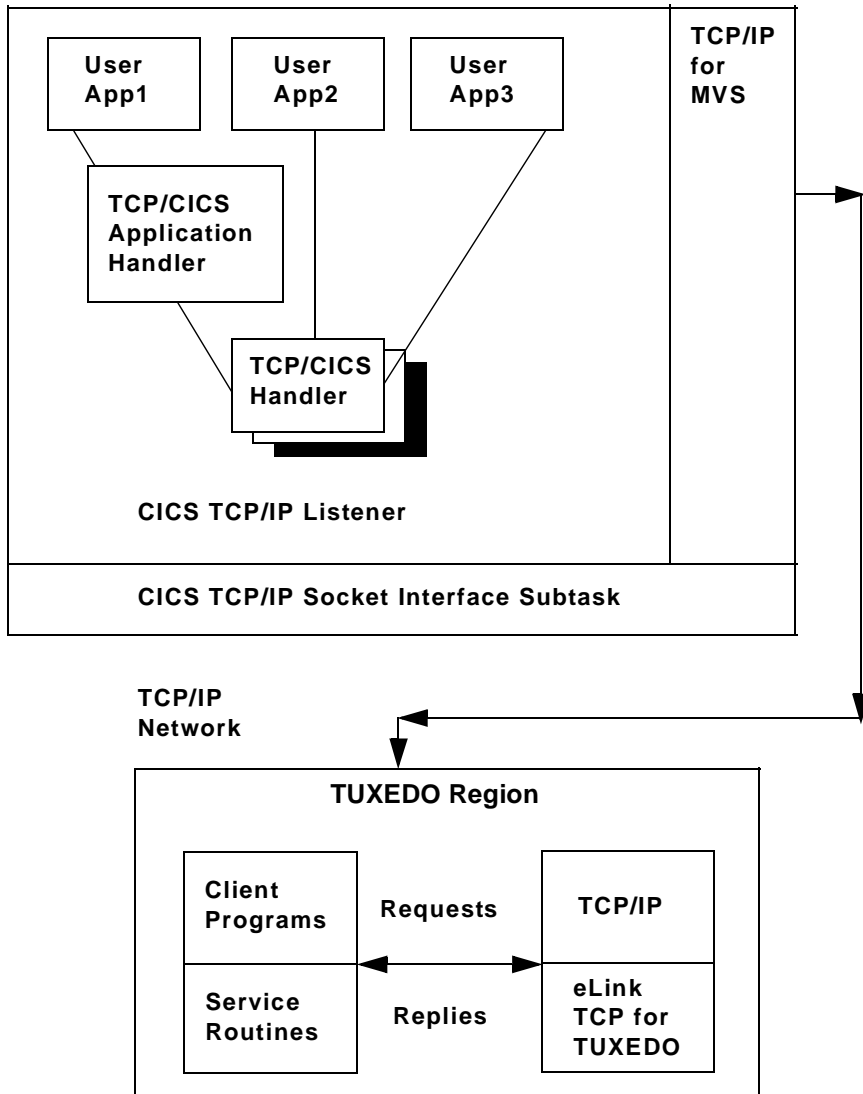 User
App1
User
App2
User
App3
TCP/IP
for
MVS
TCP/CICS
Application
Handler
TCP/CICS
Handler
CICS TCP/IP Listener
CICS TCP/IP Socket Interface Subtask
TCP/IP
Network
TUXEDO Region
Client
Programs
Requests
TCP/IP
Service
Routines
Replies
eLink
TCP for
TUXEDO